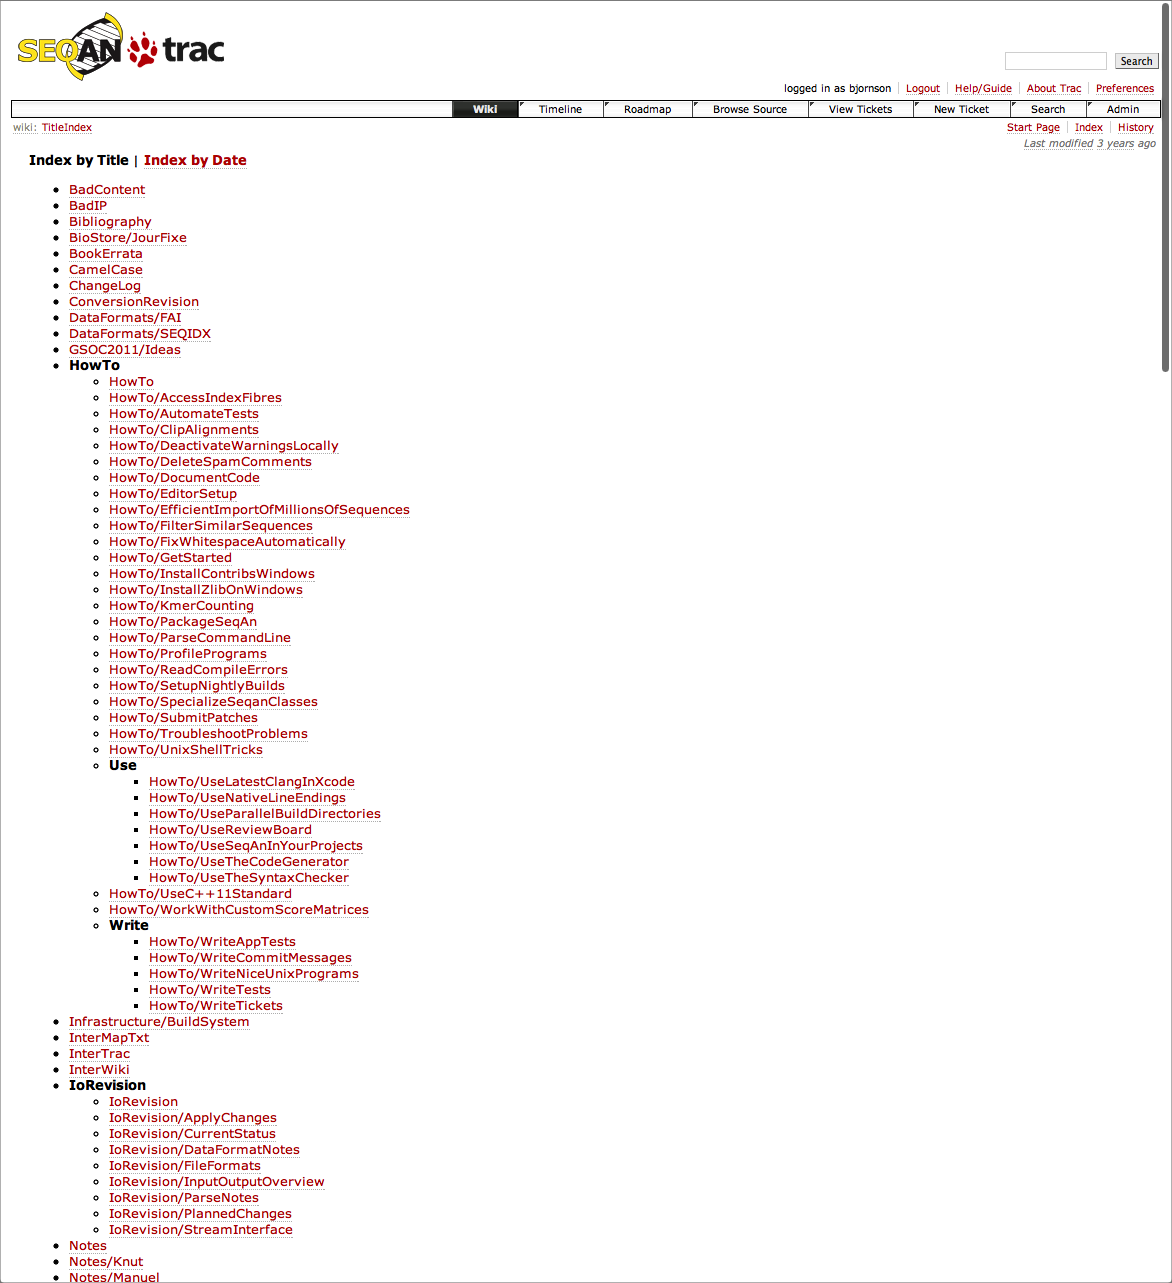 SEQAN trac
Search
logged in as bjornson Logout Help/Guide About Trac Preferences
Wiki Timeline Roadmap Browse Source View Tickets New Ticket Search Admin
wiki: TitleIndex Start Page Index History
Last modified 3 years ago
Index by Title | Index by Date
BadContent
BadIP
Bibliography
BioStore/JourFixe
BookErrata
CamelCase
ChangeLog
ConversionRevision
DataFormats/FAI
DataFormats/SEQIDX
GSOC2011/Ideas
HowTo
HowTo
HowTo/AccessIndexFibres
HowTo/AutomateTests
HowTo/ClipAlignments
HowTo/DeactivateWarningsLocally
HowTo/DeleteSpamComments
HowTo/DocumentCode
HowTo/EditorSetup
HowTo/EfficientImportOfMillionsOfSequences
HowTo/FilterSimilarSequences
HowTo/FixWhitespaceAutomatically
HowTo/GetStarted
HowTo/InstallContribsWindows
HowTo/InstallZlibOnWindows
HowTo/KmerCounting
HowTo/PackageSeqAn
HowTo/ParseCommandLine
HowTo/ProfilePrograms
HowTo/ReadCompileErrors
HowTo/SetupNightlyBuilds
HowTo/SpecializeSeqanClasses
HowTo/SubmitPatches
HowTo/TroubleshootProblems
HowTo/UnixShellTricks
Use
HowTo/UseLatestClangInXcode
HowTo/UseNativeLineEndings
HowTo/UseParallelBuildDirectories
HowTo/UseReviewBoard
HowTo/UseSeqAnInYourProjects
HowTo/UseTheCodeGenerator
HowTo/UseTheSyntaxChecker
HowTo/UseC++11Standard
HowTo/WorkWithCustomScoreMatrices
Write
HowTo/WriteAppTests
HowTo/WriteCommitMessages
HowTo/WriteNiceUnixPrograms
HowTo/WriteTests
HowTo/WriteTickets
Infrastructure/BuildSystem
InterMapTxt
InterTrac
InterWiki
IoRevision
IoRevision
IoRevision/ApplyChanges
IoRevision/CurrentStatus
IoRevision/DataFormatNotes
IoRevision/FileFormats
IoRevision/InputOutputOverview
IoRevision/ParseNotes
IoRevision/PlannedChanges
IoRevision/StreamInterface
Notes
Notes/Knut
Notes/Manuel